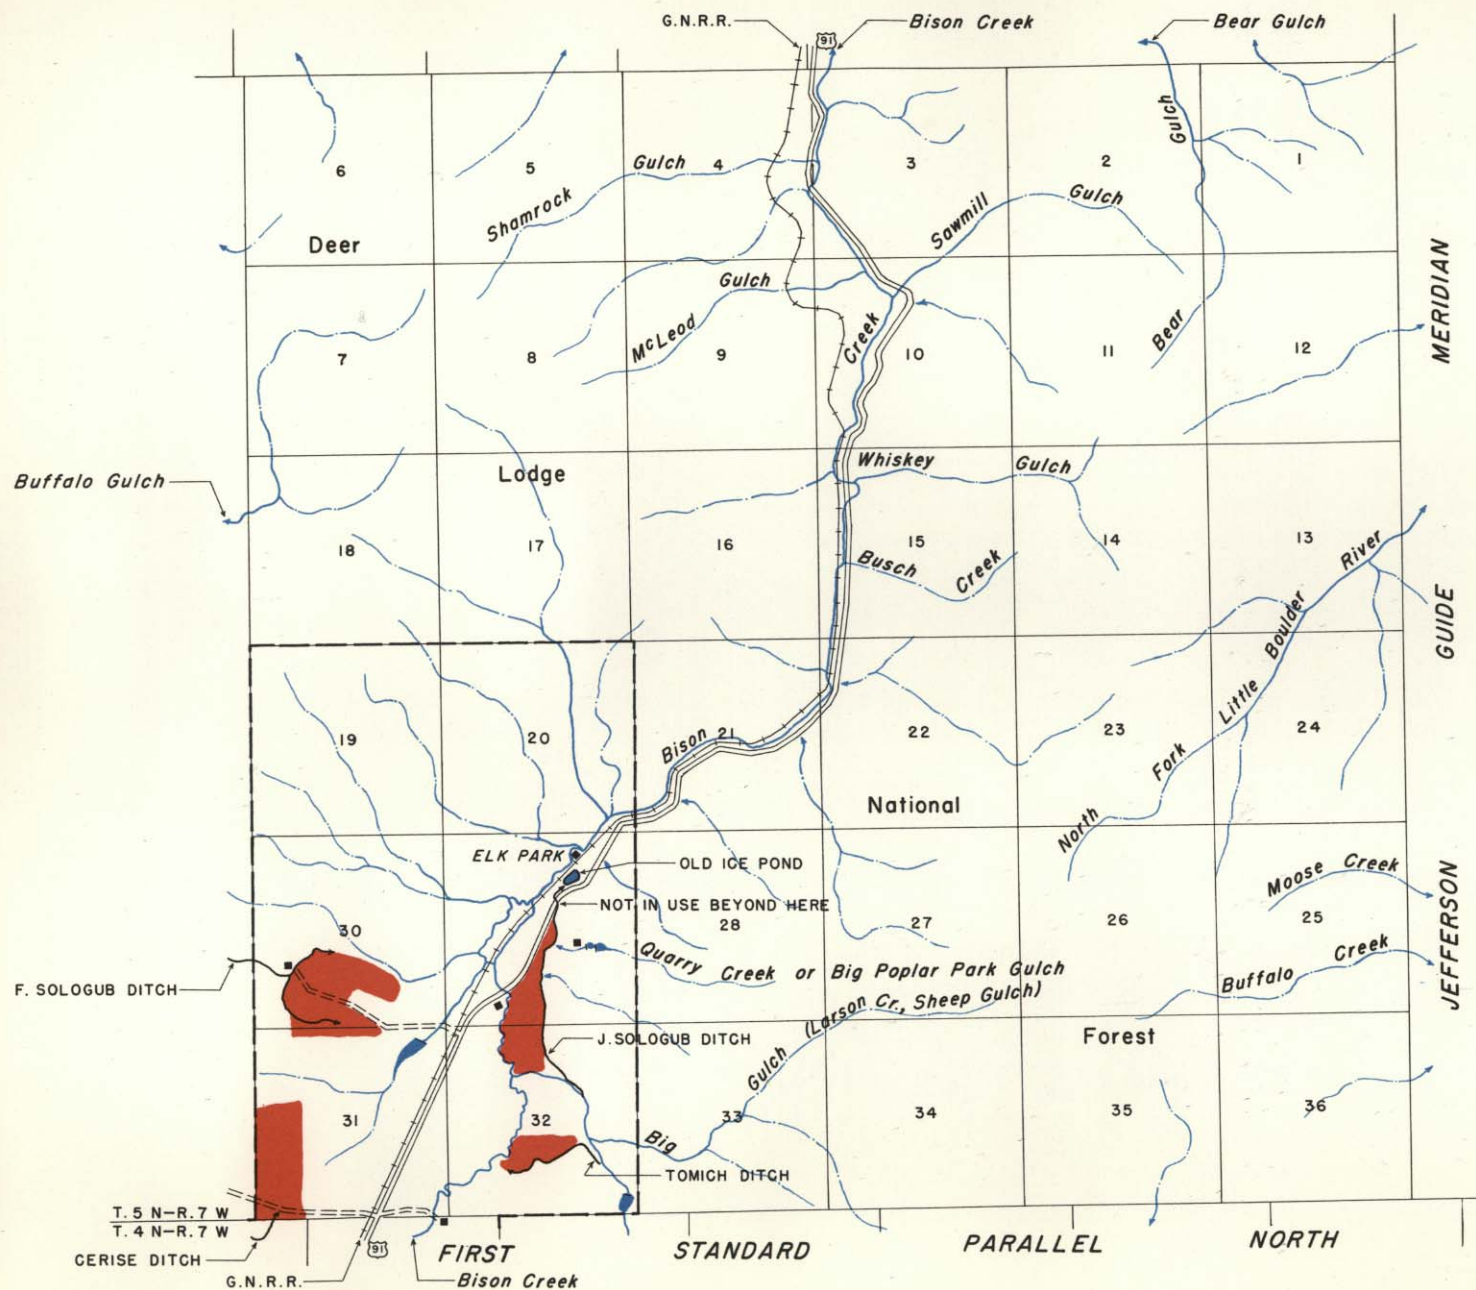 G.N.R.R.
91
Bison Creek
Bear Gulch
6
5
Shamrock Gulch
4
3
2
Gulch
1
Sawmill Gulch
Deer
MERIDIAN
McLeod Gulch
7
8
9
Creek
10
11
Bear
12
Buffalo Gulch
Lodge
Whiskey Gulch
18
17
16
15
14
13
Busch Creek
North Fork Little Boulder River
GUIDE
19
20
Bison
21
22
23
24
National
ELK PARK
OLD ICE POND
NOT IN USE BEYOND HERE
Moose Creek
30
28
27
26
25
Quarry Creek or Big Poplar Park Gulch
Buffalo Creek
JEFFERSON
F. SOLOGUB DITCH
(Larson Cr., Sheep Gulch)
J. SOLOGUB DITCH
Forest
31
32
Big Gulch
33
34
35
36
TOMICH DITCH
T. 5 N-R. 7 W
T. 4 N-R. 7 W
CERISE DITCH
G.N.R.R.
91
Bison Creek
FIRST STANDARD PARALLEL NORTH